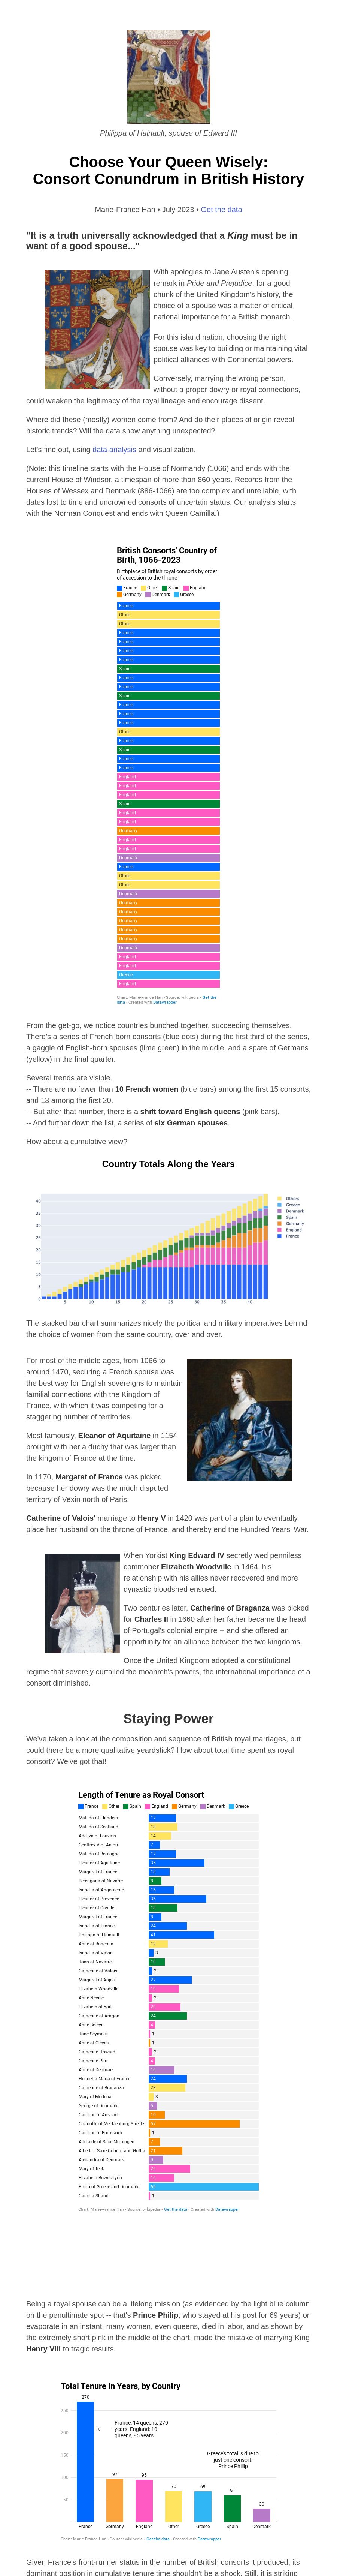 Philippa of Hainault, spouse of Edward III
Choose Your Queen Wisely:
Consort Conundrum in British History
Marie-France Han • July 2023 • Get the data
"It is a truth universally acknowledged that a King must be in
want of a good spouse..."
With apologies to Jane Austen's opening
remark in Pride and Prejudice, for a good
chunk of the United Kingdom's history, the
choice of a spouse was a matter of critical
national importance for a British monarch.
For this island nation, choosing the right
spouse was key to building or maintaining vital
political alliances with Continental powers.
Conversely, marrying the wrong person,
without a proper dowry or royal connections,
could weaken the legitimacy of the royal lineage and encourage dissent.
Where did these (mostly) women come from? And do their places of origin reveal
historic trends? Will the data show anything unexpected?
Let's find out, using data analysis and visualization.
(Note: this timeline starts with the House of Normandy (1066) and ends with the
current House of Windsor, a timespan of more than 860 years. Records from the
Houses of Wessex and Denmark (886-1066) are too complex and unreliable, with
dates lost to time and uncrowned consorts of uncertain status. Our analysis starts
with the Norman Conquest and ends with Queen Camilla.)
British Consorts' Country of
Birth, 1066-2023
Birthplace of British royal consorts by order
of accession to the throne
France Other Spain England
Germany Denmark Greece
France
Other
Other
France
France
France
France
Spain
France
France
Spain
France
France
France
Other
France
Spain
France
France
England
England
England
Spain
England
England
Germany
England
England
Denmark
France
Other
Other
Denmark
Germany
Germany
Germany
Germany
Germany
Denmark
England
England
Greece
England
Chart: Marie-France Han • Source: wikipedia • Get the
data • Created with Datawrapper
From the get-go, we notice countries bunched together, succeeding themselves.
There's a series of French-born consorts (blue dots) during the first third of the series,
a gaggle of English-born spouses (lime green) in the middle, and a spate of Germans
(yellow) in the final quarter.
Several trends are visible.
-- There are no fewer than 10 French women (blue bars) among the first 15 consorts,
and 13 among the first 20.
-- But after that number, there is a shift toward English queens (pink bars).
-- And further down the list, a series of six German spouses.
How about a cumulative view?
Country Totals Along the Years
40
35
30
25
20
15
10
5
0
5 10 15 20 25 30 35 40
Others
Greece
Denmark
Spain
Germany
England
France
The stacked bar chart summarizes nicely the political and military imperatives behind
the choice of women from the same country, over and over.
For most of the middle ages, from 1066 to
around 1470, securing a French spouse was
the best way for English sovereigns to maintain
familial connections with the Kingdom of
France, with which it was competing for a
staggering number of territories.
Most famously, Eleanor of Aquitaine in 1154
brought with her a duchy that was larger than
the kingom of France at the time.
In 1170, Margaret of France was picked
because her dowry was the much disputed
territory of Vexin north of Paris.
Catherine of Valois' marriage to Henry V in 1420 was part of a plan to eventually
place her husband on the throne of France, and thereby end the Hundred Years' War.
When Yorkist King Edward IV secretly wed penniless
commoner Elizabeth Woodville in 1464, his
relationship with his allies never recovered and more
dynastic bloodshed ensued.
Two centuries later, Catherine of Braganza was picked
for Charles II in 1660 after her father became the head
of Portugal's colonial empire -- and she offered an
opportunity for an alliance between the two kingdoms.
Once the United Kingdom adopted a constitutional
regime that severely curtailed the moanrch's powers, the international importance of a
consort diminished.
Staying Power
We've taken a look at the composition and sequence of British royal marriages, but
could there be a more qualitative yeardstick? How about total time spent as royal
consort? We've got that!
Length of Tenure as Royal Consort
France Other Spain England Germany Denmark Greece
Matilda of Flanders 17
Matilda of Scotland 18
Adeliza of Louvain 14
Geoffrey V of Anjou 7
Matilda of Boulogne 17
Eleanor of Aquitaine 35
Margaret of France 13
Berengaria of Navarre 8
Isabella of Angoulême 16
Eleanor of Provence 36
Eleanor of Castile 18
Margaret of France 8
Isabella of France 24
Philippa of Hainault 41
Anne of Bohemia 12
Isabella of Valois 3
Joan of Navarre 10
Catherine of Valois 2
Margaret of Anjou 27
Elizabeth Woodville 19
Anne Neville 2
Elizabeth of York 20
Catherine of Aragon 24
Anne Boleyn
Jane Seymour 1
Anne of Cleves 1
Catherine Howard 2
Catherine Parr
Anne of Denmark
Henrietta Maria of France 24
Catherine of Braganza 23
Mary of Modena 3
George of Denmark
Caroline of Ansbach
Charlotte of Mecklenburg-Strelitz 57
Caroline of Brunswick 1
Adelaide of Saxe-Meiningen 7
Albert of Saxe-Coburg and Gotha 21
Alexandra of Denmark
Mary of Teck
Elizabeth Bowes-Lyon
Philip of Greece and Denmark 69
Camilla Shand 1
Chart: Marie-France Han • Source: wikipedia • Get the data • Created with Datawrapper
Being a royal spouse can be a lifelong mission (as evidenced by the light blue column
on the penultimate spot -- that's Prince Philip, who stayed at his post for 69 years) or
evaporate in an instant: many women, even queens, died in labor, and as shown by
the extremely short pink in the middle of the chart, made the mistake of marrying King
Henry VIII to tragic results.
Total Tenure in Years, by Country
270
250
200
150
100
50
France: 14 queens, 270
years. England: 10
queens, 95 years
Greece's total is due to
just one consort,
Prince Phillip
97 95 70 69 60 30
France Germany England Other Greece Spain Denmark
Chart: Marie-France Han • Source: wikipedia • Get the data • Created with Datawrapper
Given France's front-runner status in the number of British consorts it produced, its
dominant position in cumulative tenure time shouldn't be a shock. Still, it is striking